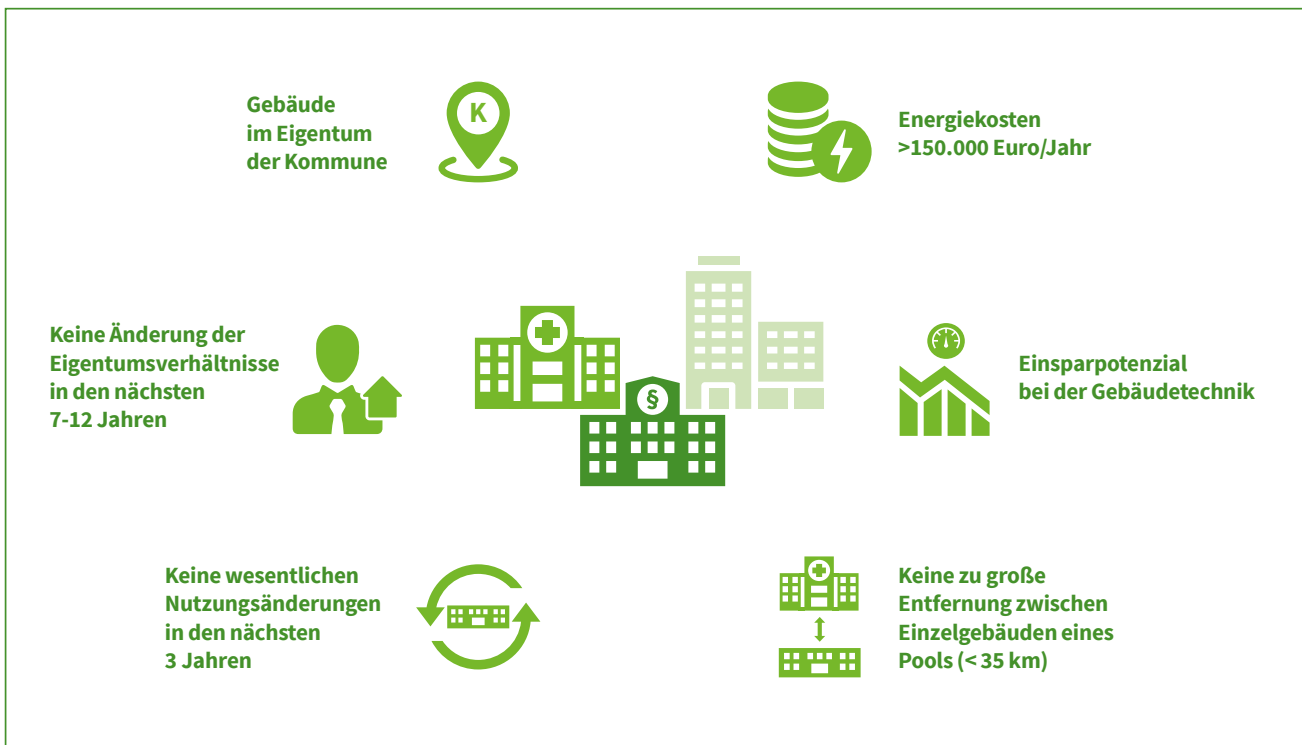 Gebäude
im Eigentum
der Kommune
K
Energiekosten
>150.000 Euro/Jahr
Keine Änderung der
Eigentumsverhältnisse
in den nächsten
7-12 Jahren
§
Einsparpotenzial
bei der Gebäudetechnik
Keine wesentlichen
Nutzungsänderungen
in den nächsten
3 Jahren
Keine zu große
Entfernung zwischen
Einzelgebäuden eines
Pools (< 35 km)